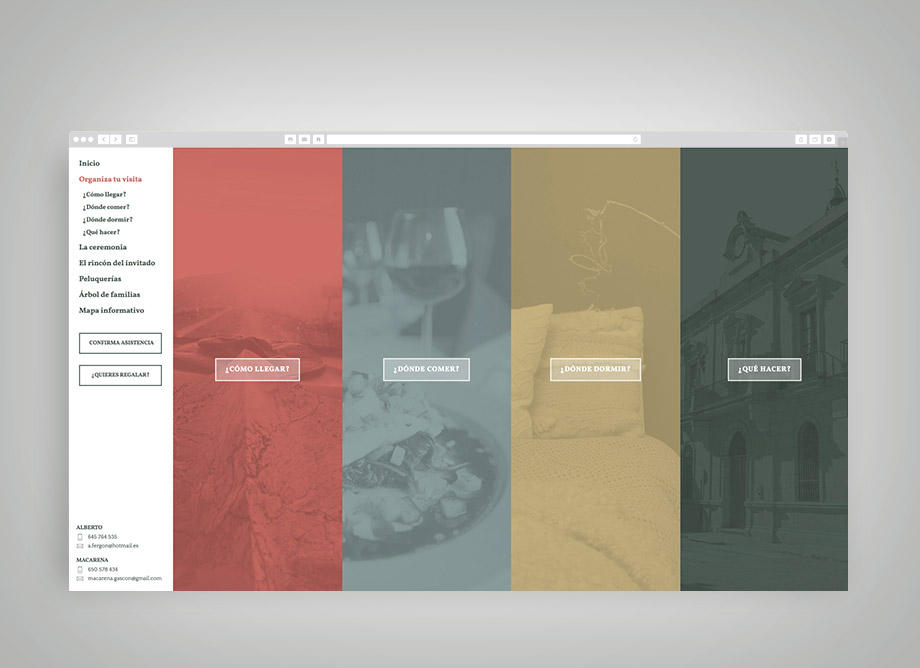 Inicio
Organiza tu visita
¿Cómo llegar?
¿Dónde comer?
¿Dónde dormir?
¿Qué hacer?
La ceremonia
El rincón del invitado
Peluquerías
Árbol de familias
Mapa informativo
CONFIRMA ASISTENCIA
¿QUIERES REGALAR?
ALBERTO
645 764 535
a.fergon@hotmail.es
MACARENA
650 578 436
macarena.gascon@gmail.com
¿CÓMO LLEGAR?
¿DÓNDE COMER?
¿DÓNDE DORMIR?
¿QUÉ HACER?